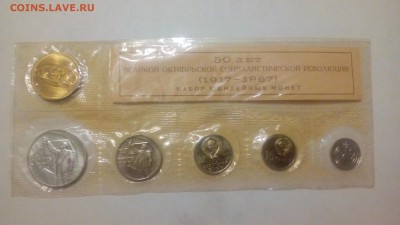 COINS.LAVE.RU
50 ЛЕТ
ВЕЛИКОЙ ОКТЯБРЬСКОЙ СОЦИАЛИСТИЧЕСКОЙ РЕВОЛЮЦИИ
(1917-1967)
НАБОР ЮБИЛЕЙНЫХ МОНЕТ